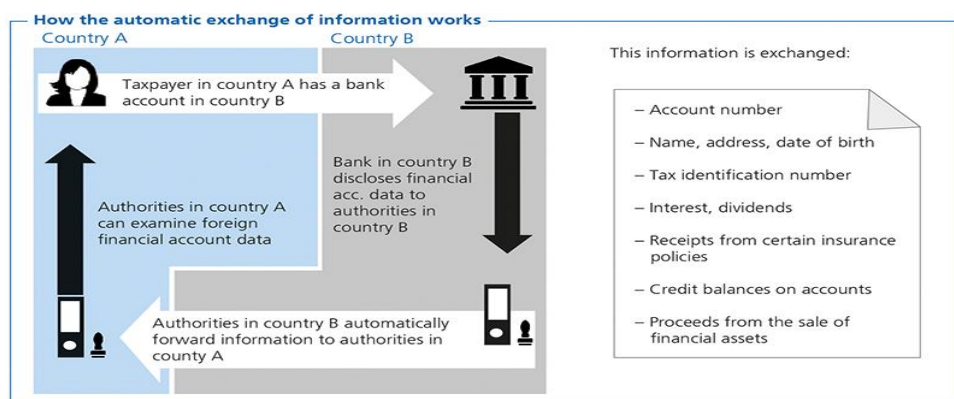 How the automatic exchange of information works
Country A
Country B
Taxpayer in country A has a bank
account in country B
Bank in country B
discloses financial
acc. data to
authorities in
country B
Authorities in country A
can examine foreign
financial account data
Authorities in country B automatically
forward information to authorities in
county A
This information is exchanged:
– Account number
– Name, address, date of birth
– Tax identification number
– Interest, dividends
– Receipts from certain insurance
policies
– Credit balances on accounts
– Proceeds from the sale of
financial assets